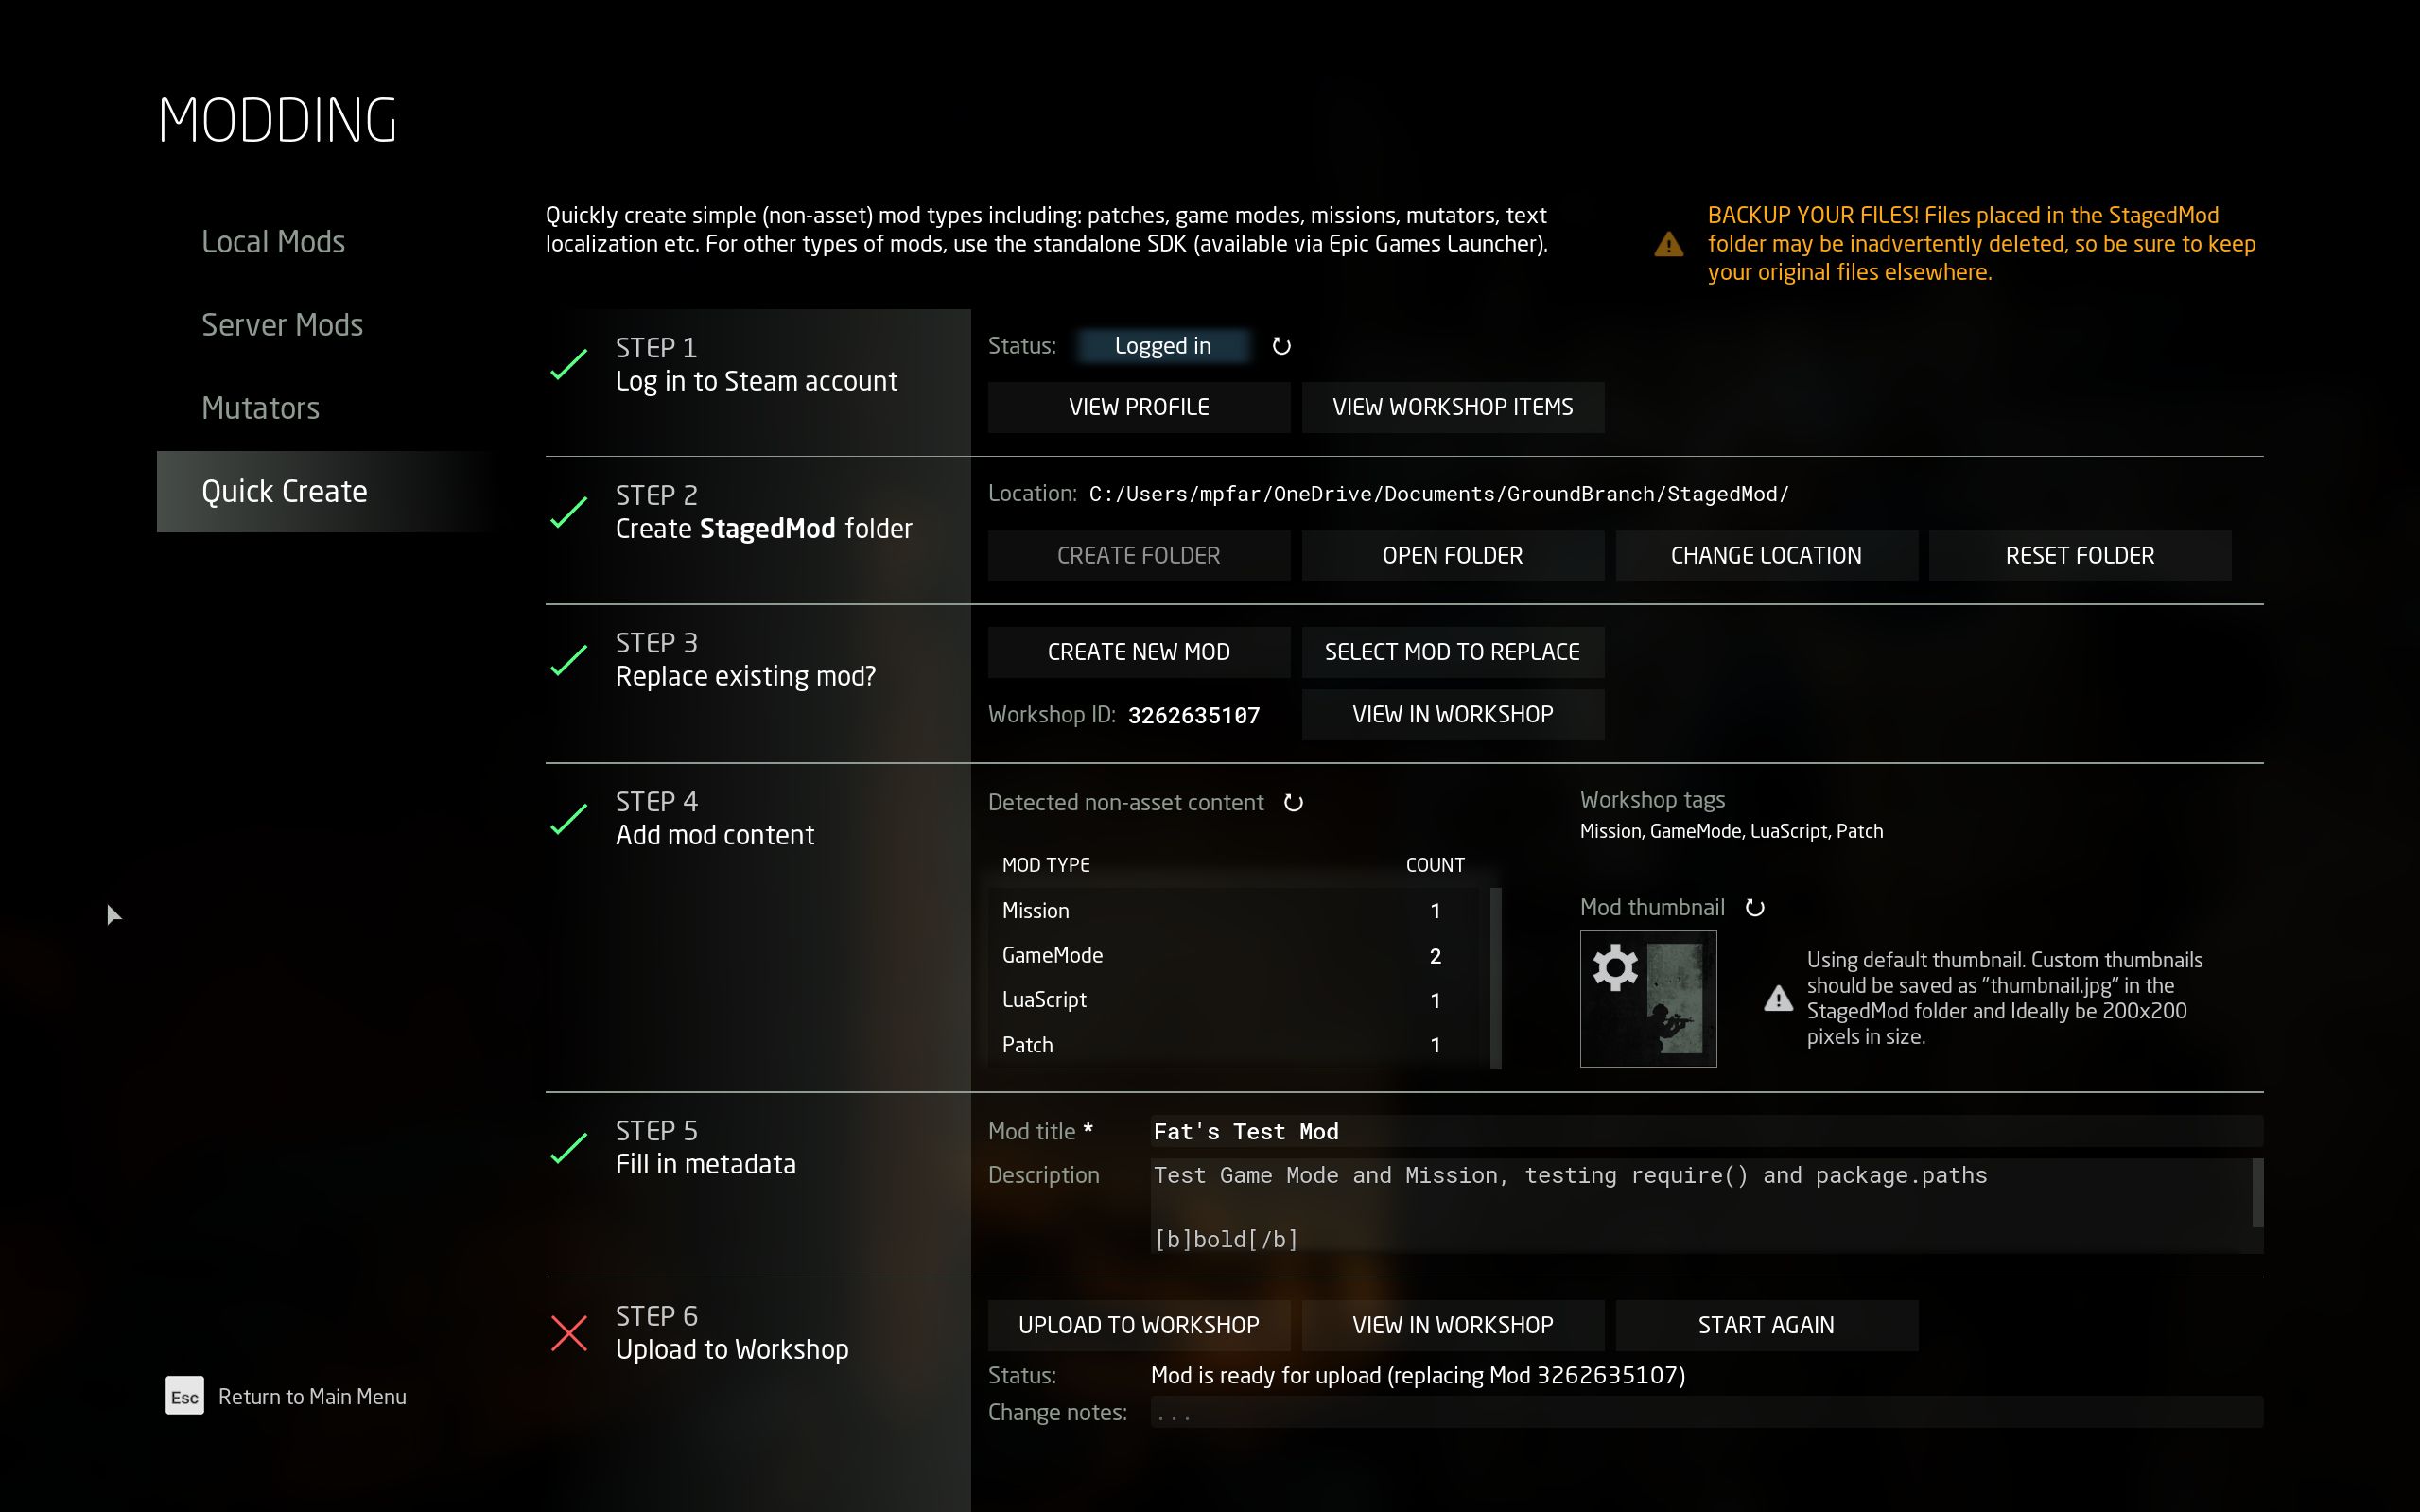 MODDING
Local Mods
Server Mods
Mutators
Quick Create
Esc Return to Main Menu
Quickly create simple (non-asset) mod types including: patches, game modes, missions, mutators, text
localization etc. For other types of mods, use the standalone SDK (available via Epic Games Launcher).
BACKUP YOUR FILES! Files placed in the StagedMod
folder may be inadvertently deleted, so be sure to keep
your original files elsewhere.
STEP 1
Log in to Steam account
Status: Logged in
VIEW PROFILE VIEW WORKSHOP ITEMS
STEP 2
Create StagedMod folder
Location: C:/Users/mpfar/OneDrive/Documents/GroundBranch/StagedMod/
CREATE FOLDER OPEN FOLDER CHANGE LOCATION RESET FOLDER
STEP 3
Replace existing mod?
CREATE NEW MOD SELECT MOD TO REPLACE
Workshop ID: 3262635107 VIEW IN WORKSHOP
STEP 4
Add mod content
Detected non-asset content
MOD TYPE COUNT
Mission 1
GameMode 2
LuaScript 1
Patch 1
Workshop tags
Mission, GameMode, LuaScript, Patch
Mod thumbnail
Using default thumbnail. Custom thumbnails
should be saved as "thumbnail.jpg" in the
StagedMod folder and Ideally be 200x200
pixels in size.
STEP 5
Fill in metadata
Mod title * Fat's Test Mod
Description Test Game Mode and Mission, testing require() and package.paths
[b]bold[/b]
STEP 6
Upload to Workshop
UPLOAD TO WORKSHOP VIEW IN WORKSHOP START AGAIN
Status: Mod is ready for upload (replacing Mod 3262635107)
Change notes: ...